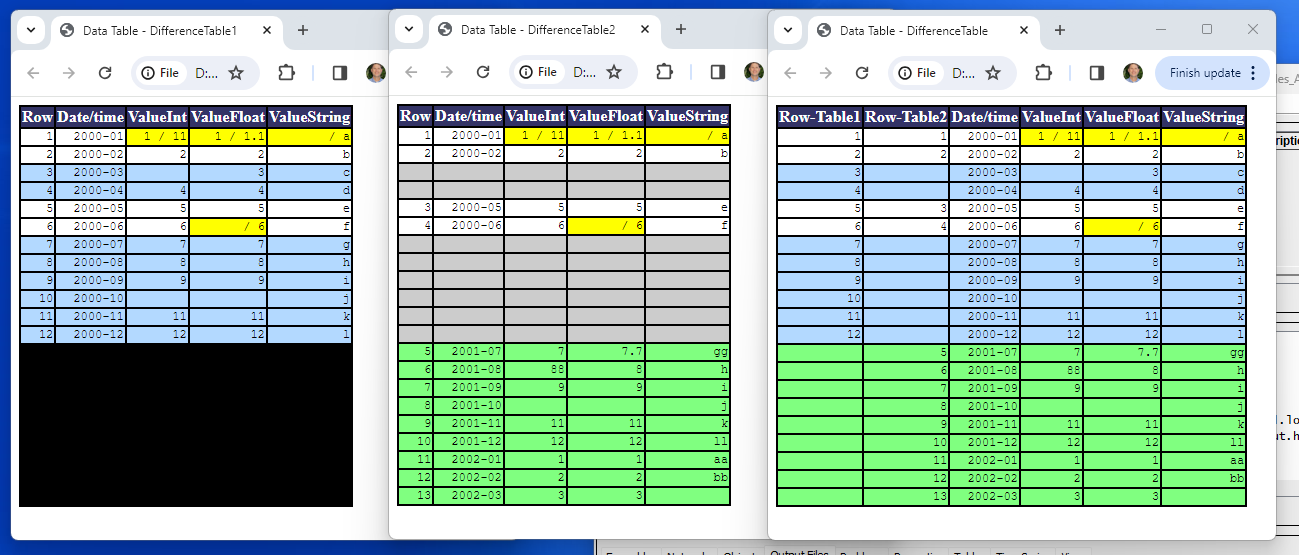 Data Table - DifferenceTable1
File D:...
Row Date/time ValueInt ValueFloat ValueString
1 2000-01 1 / 11 1 / 1.1 / a
2 2000-02 2 2 b
3 2000-03 3 c
4 2000-04 4 4 d
5 2000-05 5 5 e
6 2000-06 6 / 6 f
7 2000-07 7 7 g
8 2000-08 8 8 h
9 2000-09 9 9 i
10 2000-10 j
11 2000-11 11 11 k
12 2000-12 12 12 l
Data Table - DifferenceTable2
File D:...
Row Date/time ValueInt ValueFloat ValueString
1 2000-01 1 / 11 1 / 1.1 / a
2 2000-02 2 2 b
3 2000-05 5 5 e
4 2000-06 6 / 6 f
5 2001-07 7 7.7 gg
6 2001-08 88 8 h
7 2001-09 9 9 i
8 2001-10 j
9 2001-11 11 11 k
10 2001-12 12 12 ll
11 2002-01 1 1 aa
12 2002-02 2 2 bb
13 2002-03 3 3
Data Table - DifferenceTable
File D:... Finish update
Row-Table1 Row-Table2 Date/time ValueInt ValueFloat ValueString
1 1 2000-01 1 / 11 1 / 1.1 / a
2 2 2000-02 2 2 b
3 2000-03 3 c
4 2000-04 4 4 d
5 3 2000-05 5 5 e
6 4 2000-06 6 / 6 f
7 2000-07 7 7 g
8 2000-08 8 8 h
9 2000-09 9 9 i
10 2000-10 j
11 2000-11 11 11 k
12 2000-12 12 12 l
5 2001-07 7 7.7 gg
6 2001-08 88 8 h
7 2001-09 9 9 i
8 2001-10 j
9 2001-11 11 11 k
10 2001-12 12 12 ll
11 2002-01 1 1 aa
12 2002-02 2 2 bb
13 2002-03 3 3
Output Files